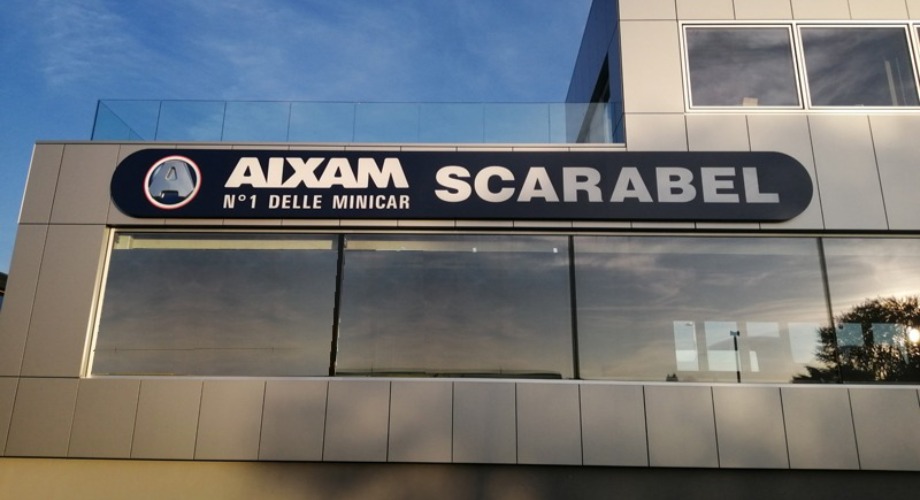 A
AIXAM
N°1 DELLE MINICAR
SCARABEL